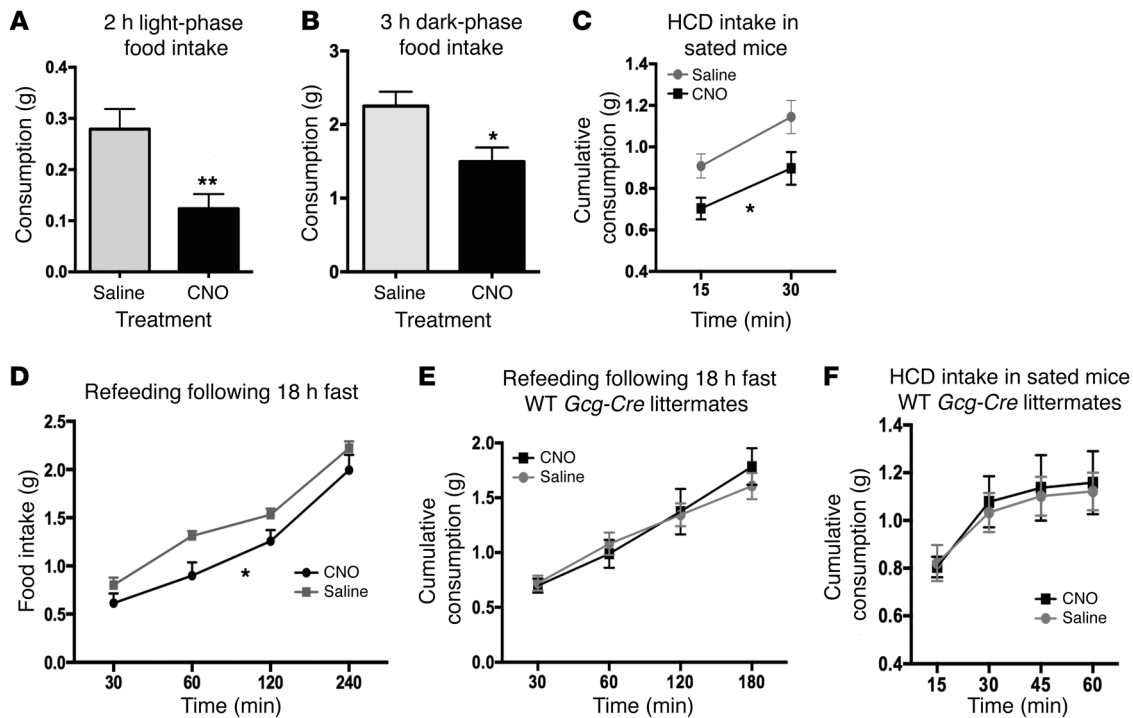 A
2 h light-phase
food intake
Consumption (g)
0.4
0.3
0.2
0.1
0.0
**
Saline
CNO
Treatment
B
3 h dark-phase
food intake
Consumption (g)
3
2
1
0
*
Saline
CNO
Treatment
C
HCD intake in
sated mice
Cumulative
consumption (g)
1.4
1.2
1.0
0.8
0.6
0.4
Saline
CNO
*
15
30
Time (min)
D
Refeeding following 18 h fast
Food intake (g)
2.5
2.0
1.5
1.0
0.5
0.0
*
CNO
Saline
30
60
120
240
Time (min)
E
Refeeding following 18 h fast
WT Gcg-Cre littermates
Cumulative
consumption (g)
2.0
1.5
1.0
0.5
0.0
CNO
Saline
30
60
120
180
Time (min)
F
HCD intake in sated mice
WT Gcg-Cre littermates
Cumulative
consumption (g)
1.4
1.2
1.0
0.8
0.6
0.4
CNO
Saline
15
30
45
60
Time (min)